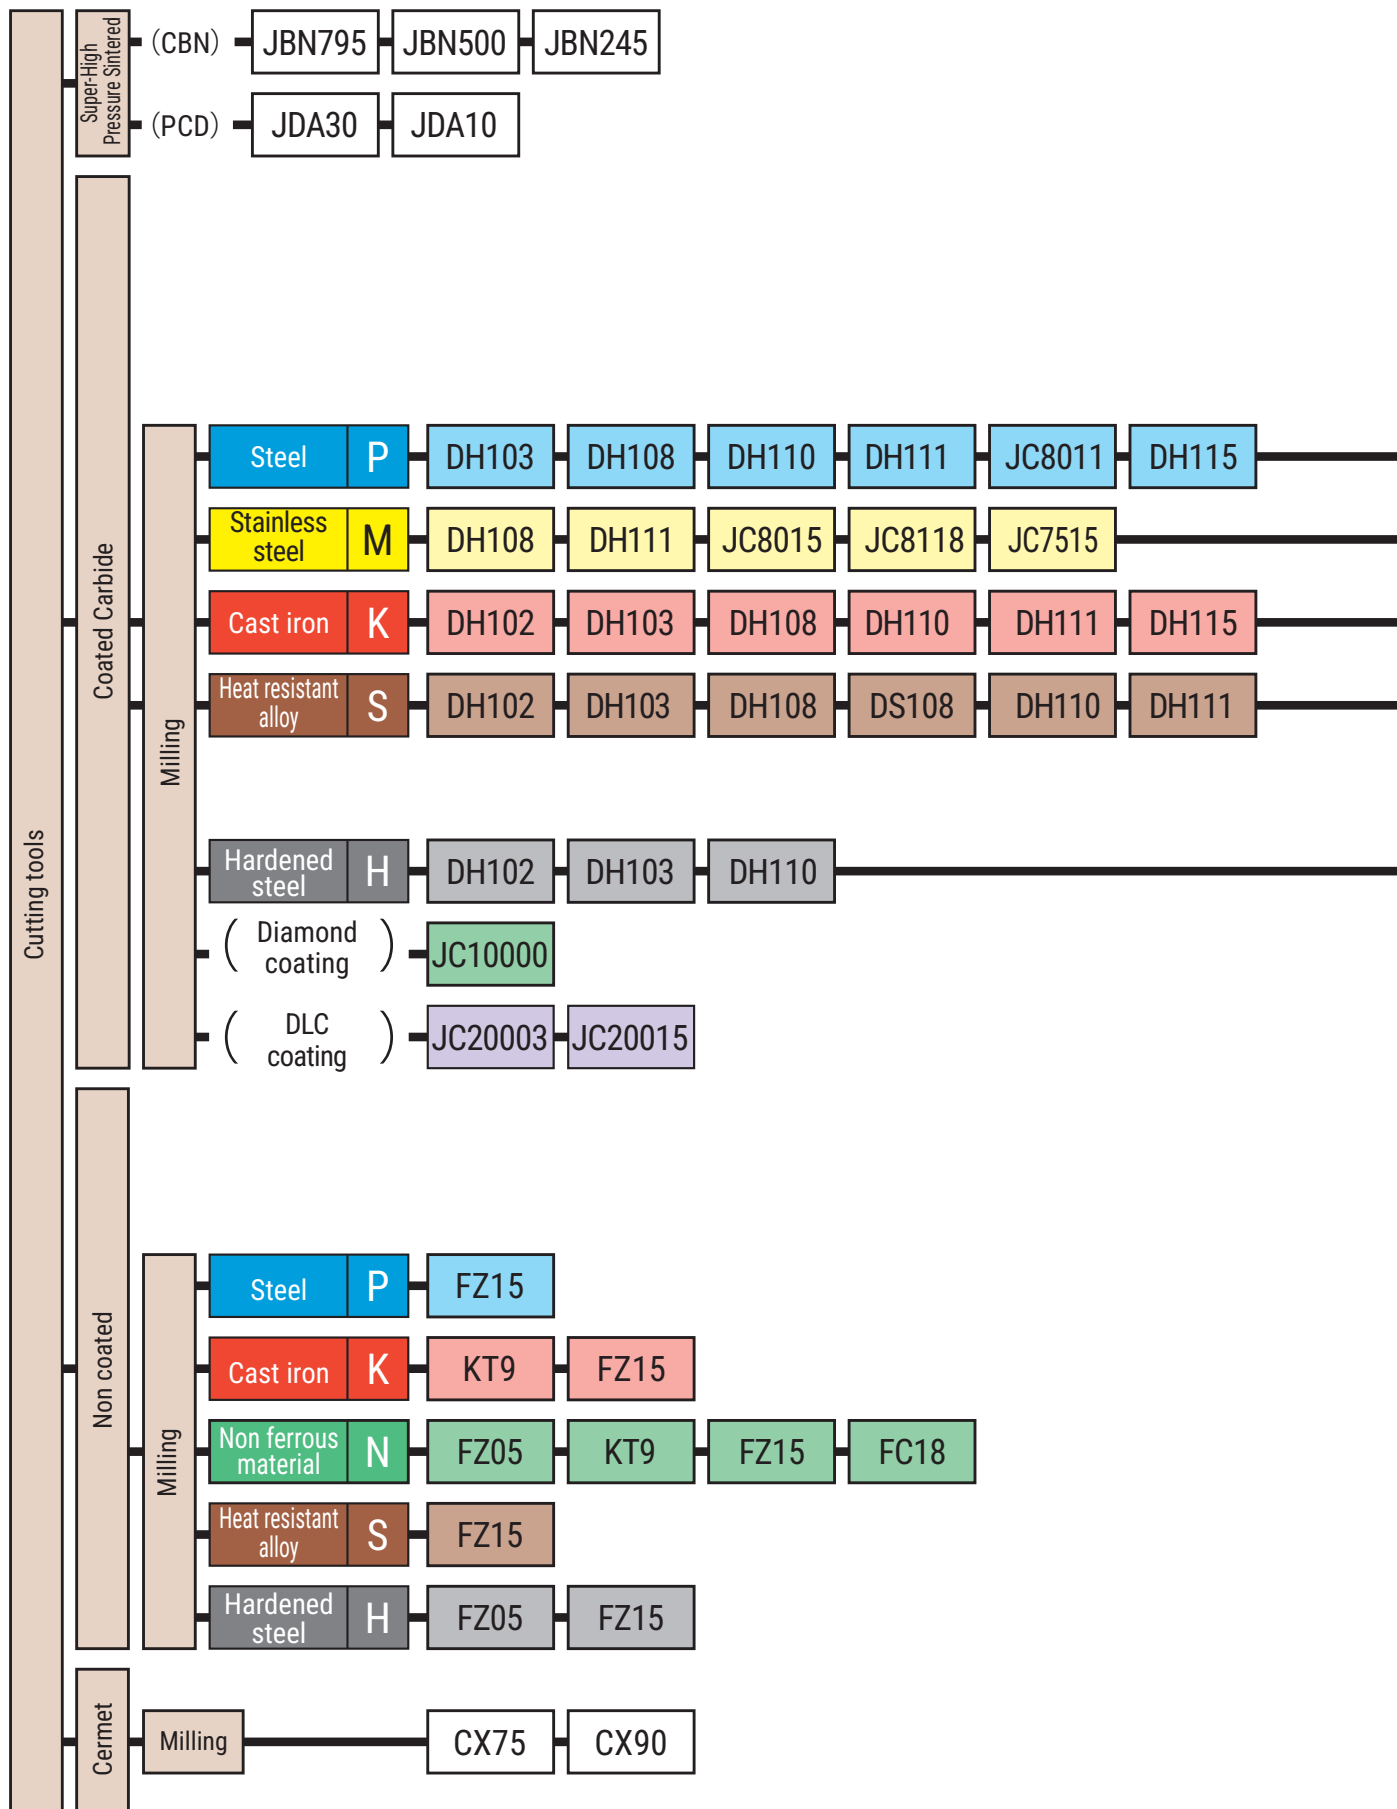 Cutting tools
Super-High
Pressure Sintered
(CBN)
JBN795
JBN500
JBN245
(PCD)
JDA30
JDA10
Coated Carbide
Milling
Steel
P
DH103
DH108
DH110
DH111
JC8011
DH115
Stainless
steel
M
DH108
DH111
JC8015
JC8118
JC7515
Cast iron
K
DH102
DH103
DH108
DH110
DH111
DH115
Heat resistant
alloy
S
DH102
DH103
DH108
DS108
DH110
DH111
Hardened
steel
H
DH102
DH103
DH110
( Diamond
coating )
JC10000
( DLC
coating )
JC20003
JC20015
Non coated
Milling
Steel
P
FZ15
Cast iron
K
KT9
FZ15
Non ferrous
material
N
FZ05
KT9
FZ15
FC18
Heat resistant
alloy
S
FZ15
Hardened
steel
H
FZ05
FZ15
Cermet
Milling
CX75
CX90